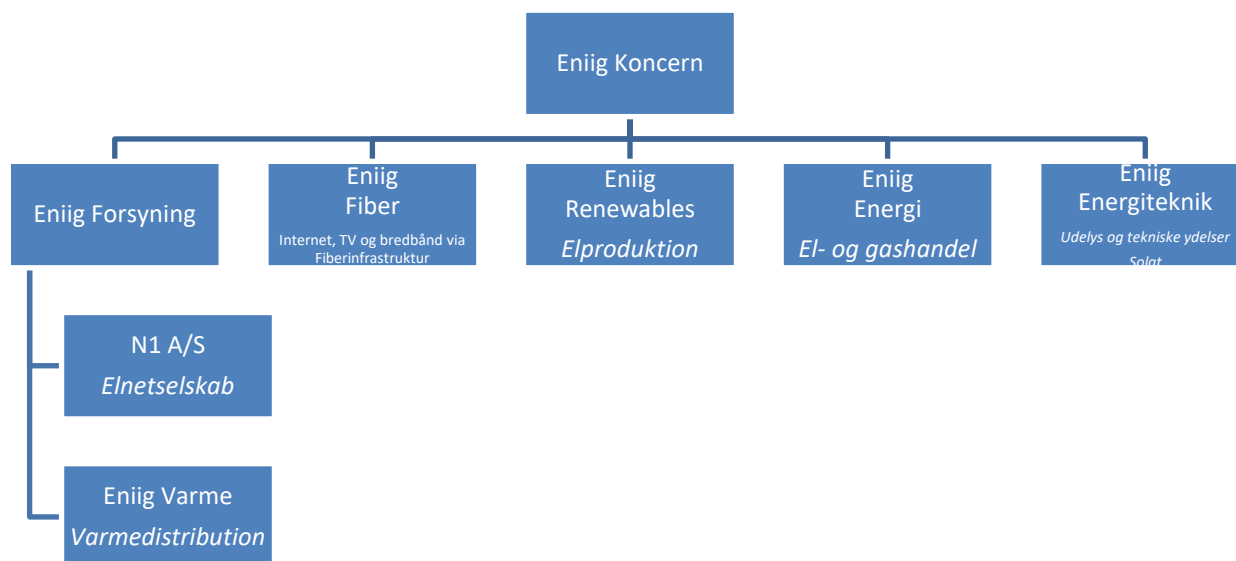 Eniig Koncern
Eniig Forsyning
Eniig
Fiber
Internet, TV og bredbånd via
Fiberinfrastruktur
Eniig
Renewables
Elproduktion
Eniig
Energi
El- og gashandel
Eniig
Energiteknik
Udelys og tekniske ydelser
Solat
N1 A/S
Elnetselskab
Eniig Varme
Varmedistribution